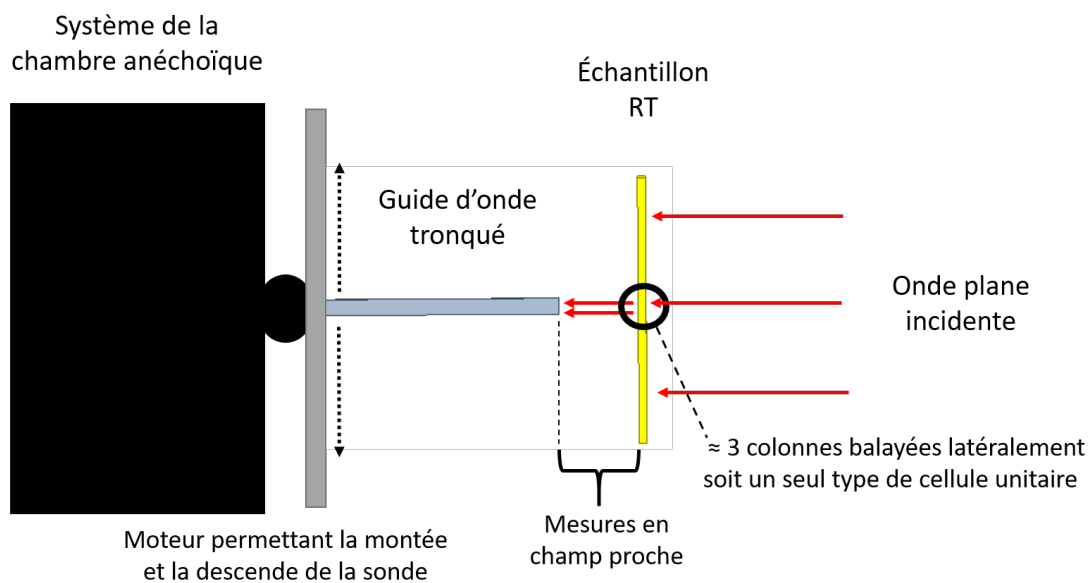 Système de la
chambre anéchoïque
Échantillon
RT
Guide d'onde
tronqué
Onde plane
incidente
≈ 3 colonnes balayées latéralement
soit un seul type de cellule unitaire
Mesures en
champ proche
Moteur permettant la montée
et la descende de la sonde